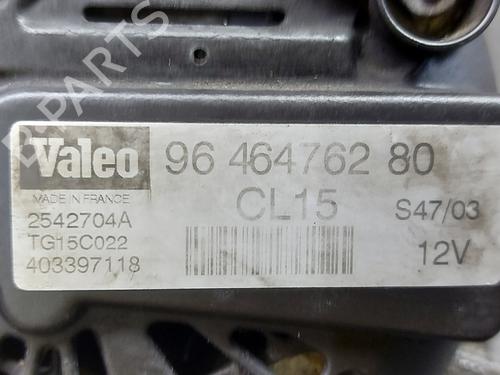 B-PARTS
Valeo
96 464762 80
MADE IN FRANCE
CL15
S47/03
2542704A
TG15C022
12V
403397118